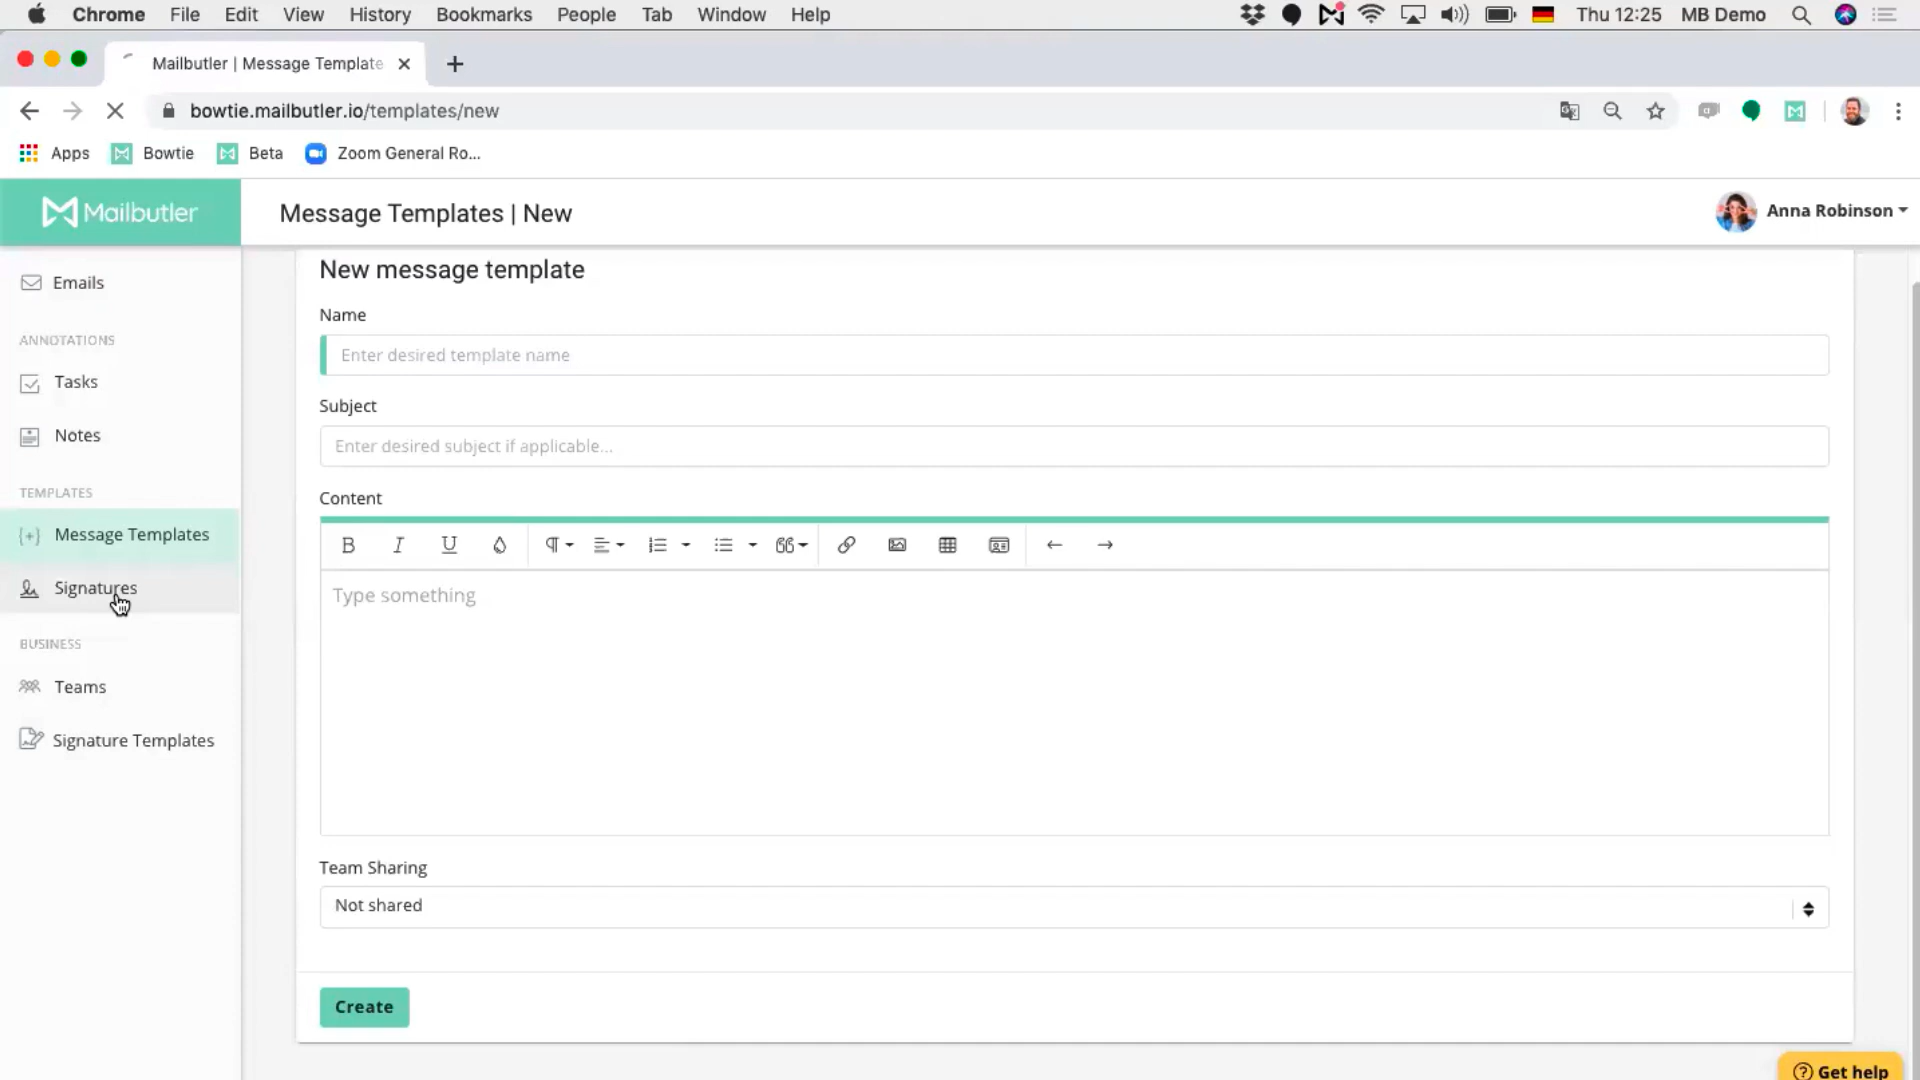 Chrome File Edit View History Bookmarks People Tab Window Help Thu 12:25 MB Demo
Mailbutler | Message Template
bowtie.mailbutler.io/templates/new
Apps Bowtie Beta Zoom General Ro...
Mailbutler Message Templates | New Anna Robinson
Emails
ANNOTATIONS
Tasks
Notes
TEMPLATES
Message Templates
Signatures
BUSINESS
Teams
Signature Templates
New message template
Name
Enter desired template name
Subject
Enter desired subject if applicable...
Content
B I U
Type something
Team Sharing
Not shared
Create
Get help